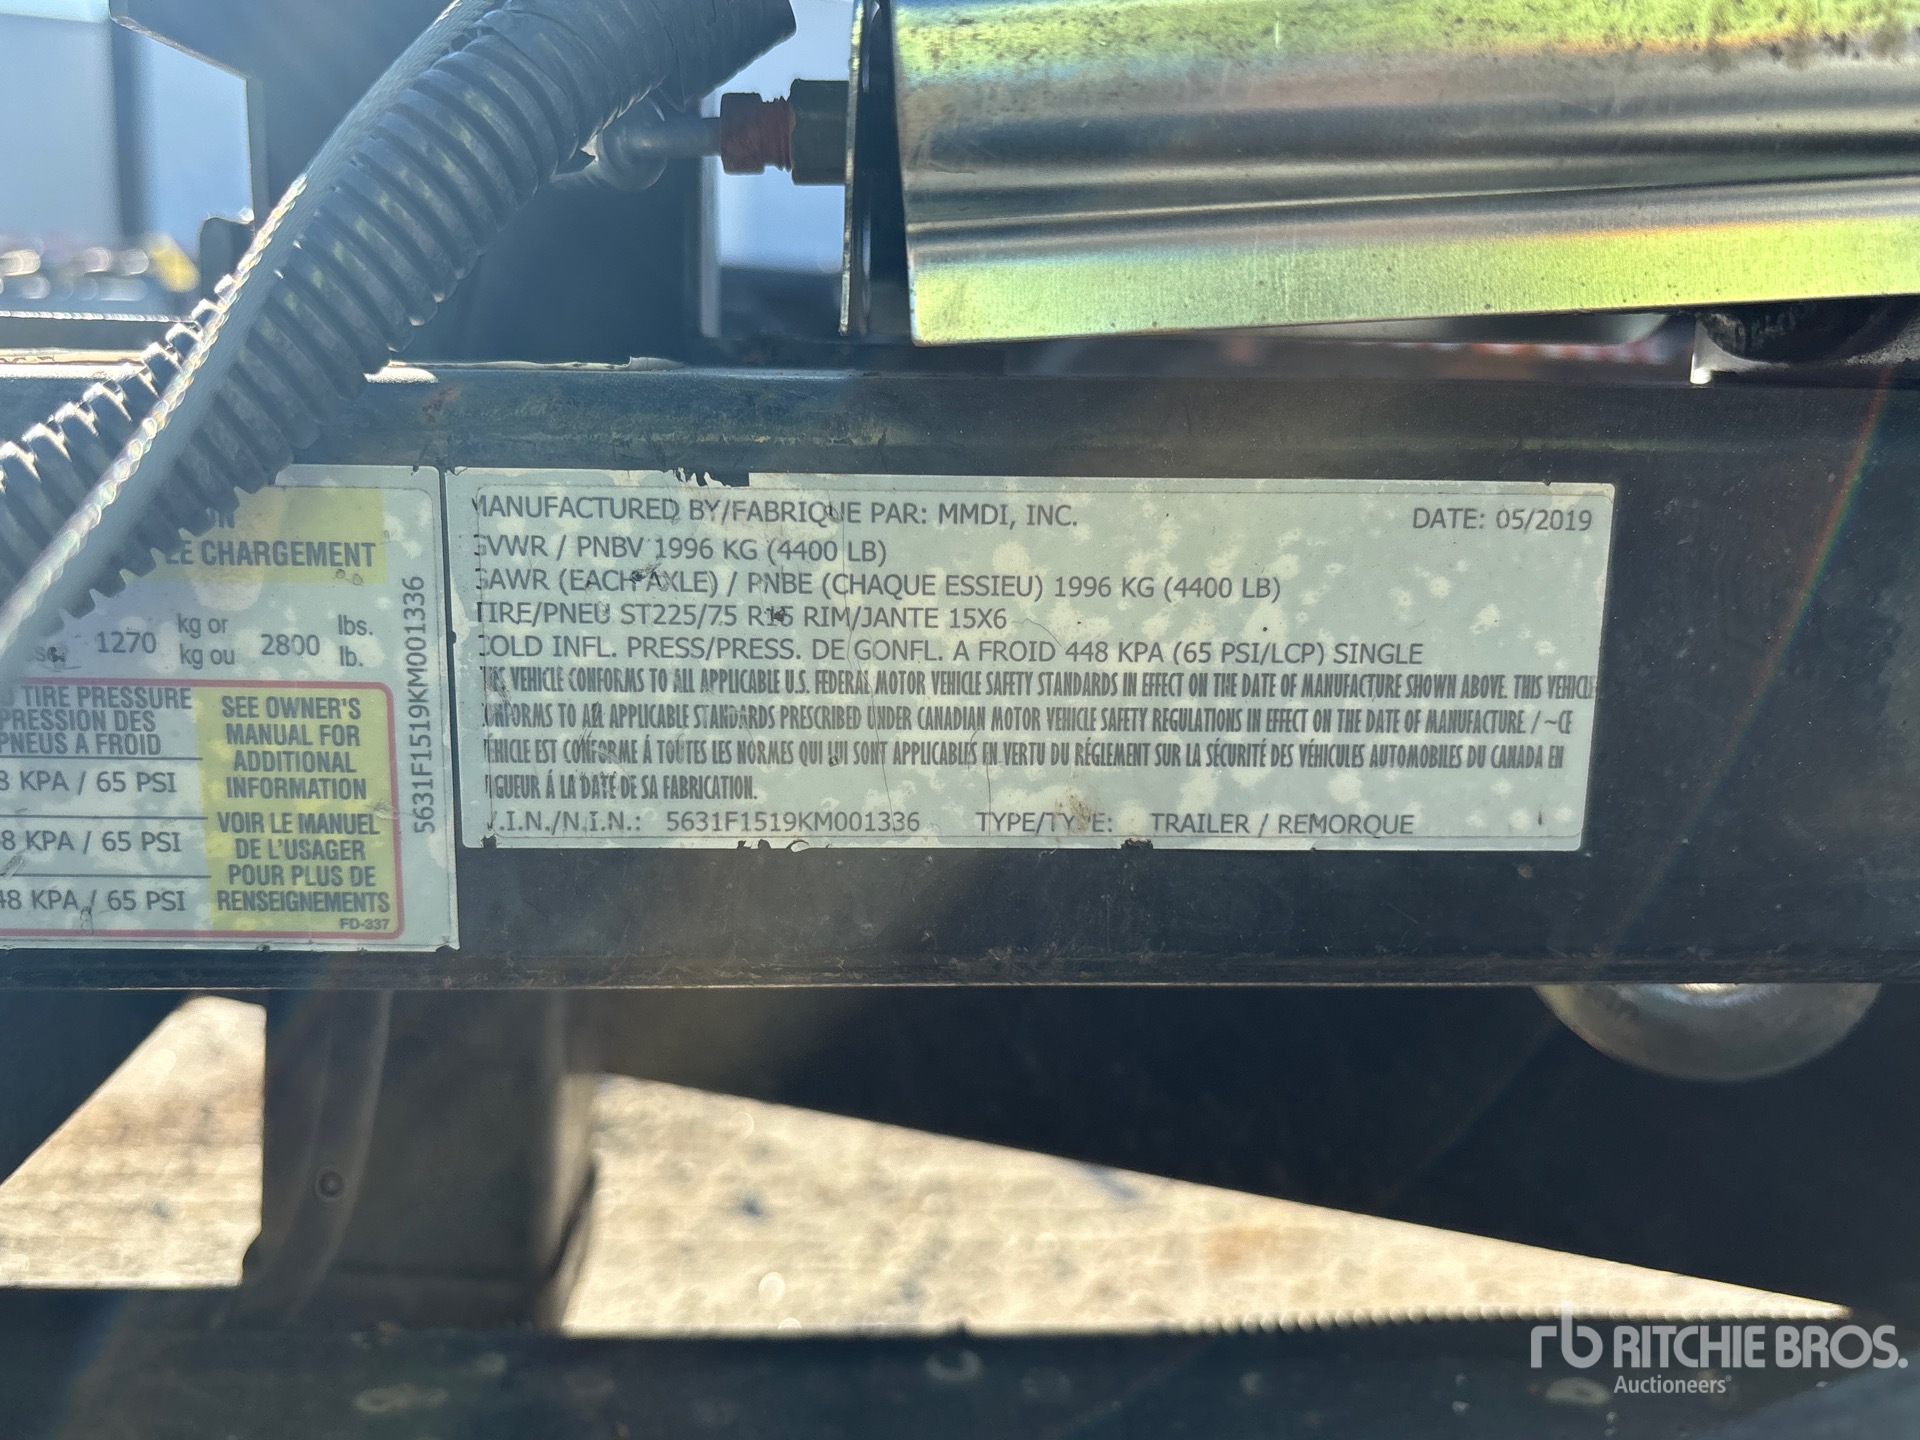 LE CHARGEMENT
1270 kg or kg ou 2800 lbs. lb.
TIRE PRESSURE
PRESSION DES
PNEUS A FROID
KPA / 65 PSI
KPA / 65 PSI
KPA / 65 PSI
SEE OWNER'S
MANUAL FOR
ADDITIONAL
INFORMATION
VOIR LE MANUEL
DE L'USAGER
POUR PLUS DE
RENSEIGNEMENTS
FD-337
5631F1519KM001336
MANUFACTURED BY/FABRIQUE PAR: MMDI, INC. DATE: 05/2019
GVWR / PNBV 1996 KG (4400 LB)
GAWR (EACH AXLE) / PNBE (CHAQUE ESSIEU) 1996 KG (4400 LB)
TIRE/PNEU ST225/75 R15 RIM/JANTE 15X6
COLD INFL. PRESS/PRESS. DE GONFL. A FROID 448 KPA (65 PSI/LCP) SINGLE
THIS VEHICLE CONFORMS TO ALL APPLICABLE U.S. FEDERAL MOTOR VEHICLE SAFETY STANDARDS IN EFFECT ON THE DATE OF MANUFACTURE SHOWN ABOVE. THIS VEHICLE
CONFORMS TO ALL APPLICABLE STANDARDS PRESCRIBED UNDER CANADIAN MOTOR VEHICLE SAFETY REGULATIONS IN EFFECT ON THE DATE OF MANUFACTURE. / ~CE
VEHICLE EST CONFORME Á TOUTES LES NORMES QUI LUI SONT APPLICABLES EN VERTU DU RÉGLEMENT SUR LA SÉCURITÉ DES VÉHICULES AUTOMOBILES DU CANADA EN
VIGUEUR Á LA DATE DE SA FABRICATION.
V.I.N./N.I.N.: 5631F1519KM001336 TYPE/TYPE: TRAILER / REMORQUE
rb RITCHIE BROS.
Auctioneers